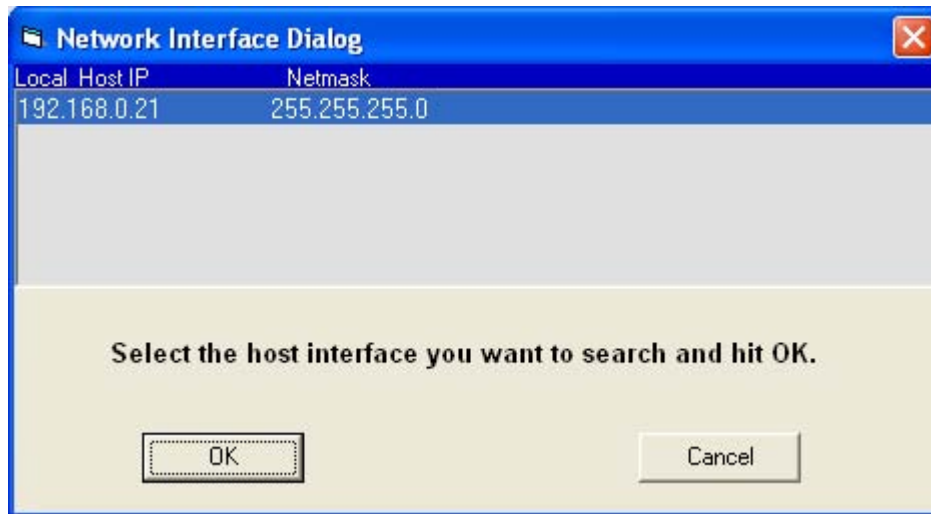 Network Interface Dialog
Local Host IP Netmask
192.168.0.21 255.255.255.0
Select the host interface you want to search and hit OK.
OK Cancel